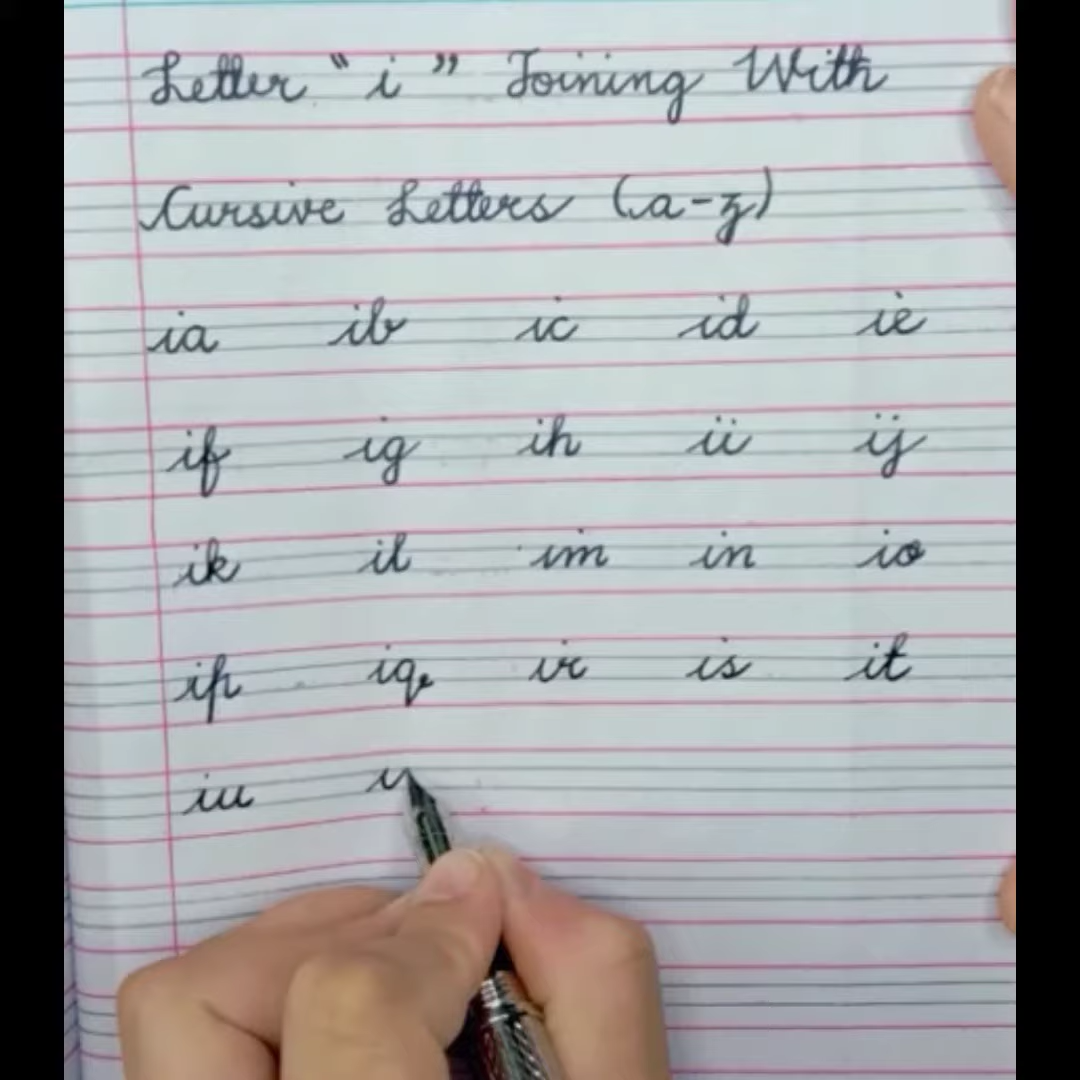 Letter "i" Joining With
Cursive Letters (a-z)
ia ib ic id ie
if ig ih ii ij
ik il im in io
ip iq ir is it
iu